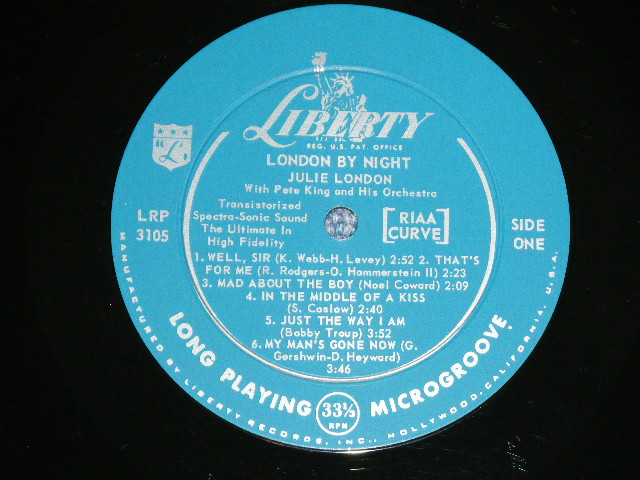 LIBERTY
REG. U.S. PAT. OFFICE
LONDON BY NIGHT
JULIE LONDON
With Pete King and His Orchestra
"L"
LRP
3105
Transistorized
Spectra-Sonic Sound
The Ultimate In
High Fidelity
[RIAA
CURVE]
SIDE
ONE
1. WELL, SIR (K. Webb-H. Levey) 2:52 2. THAT'S
FOR ME (R. Rodgers-O. Hammerstein II) 2:23
3. MAD ABOUT THE BOY (Noel Coward) 2:09
4. IN THE MIDDLE OF A KISS
(S. Coslow) 2:40
5. JUST THE WAY I AM
(Bobby Troup) 3:52
6. MY MAN'S GONE NOW (G.
Gershwin-D. Heyward)
3:46
LONG PLAYING 33⅓ RPM MICROGROOVE
MANUFACTURED BY LIBERTY RECORDS, INC., HOLLYWOOD, CALIFORNIA, U.S.A.